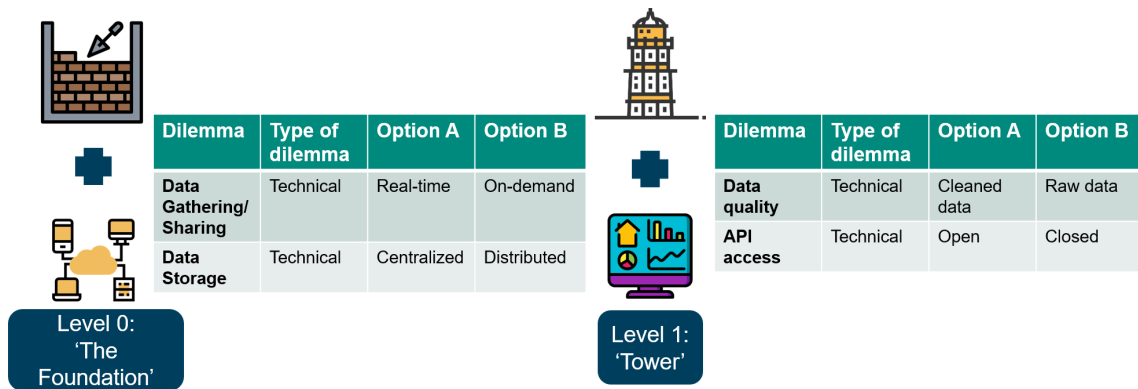 Dilemma
Type of
dilemma
Option A
Option B
Data
Gathering/
Sharing
Technical
Real-time
On-demand
Data
Storage
Technical
Centralized
Distributed
Level 0:
‘The
Foundation’
Dilemma
Type of
dilemma
Option A
Option B
Data
quality
Technical
Cleaned
data
Raw data
API
access
Technical
Open
Closed
Level 1:
‘Tower’